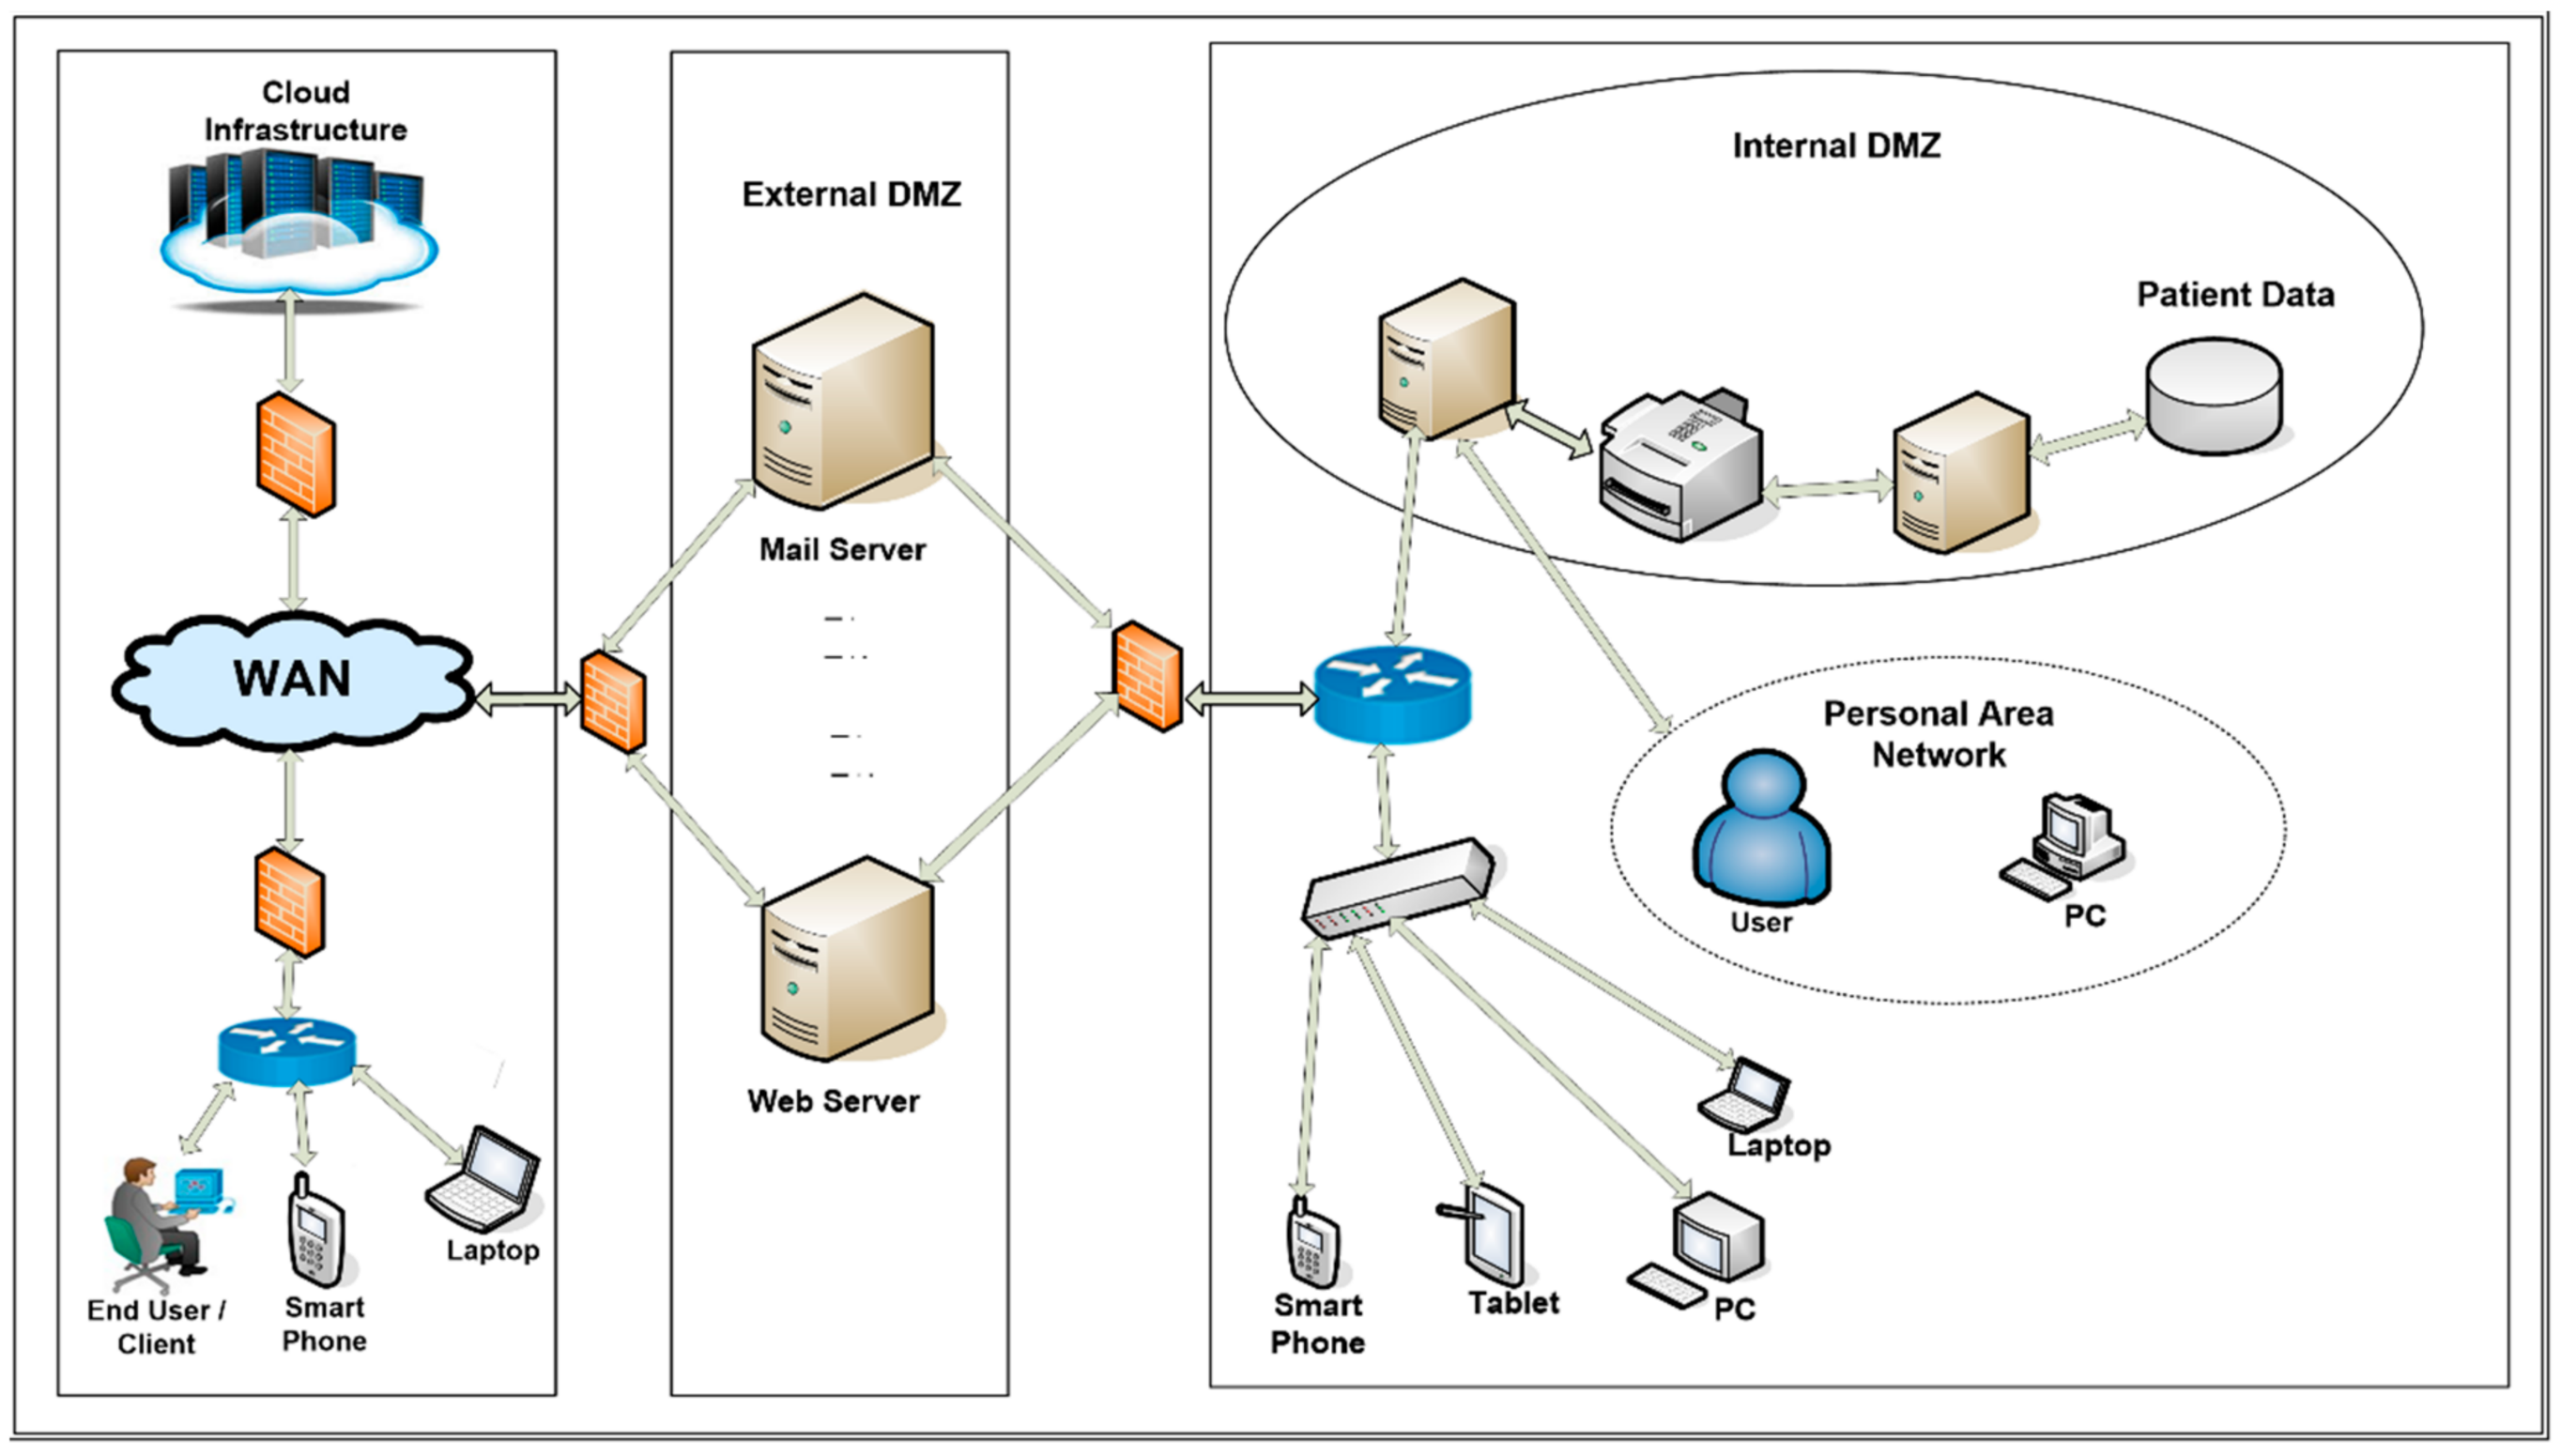 Cloud
Infrastructure
WAN
End User /
Client
Smart
Phone
Laptop
External DMZ
Mail Server
Web Server
Internal DMZ
Patient Data
Personal Area
Network
User
PC
Laptop
Smart
Phone
Tablet
PC